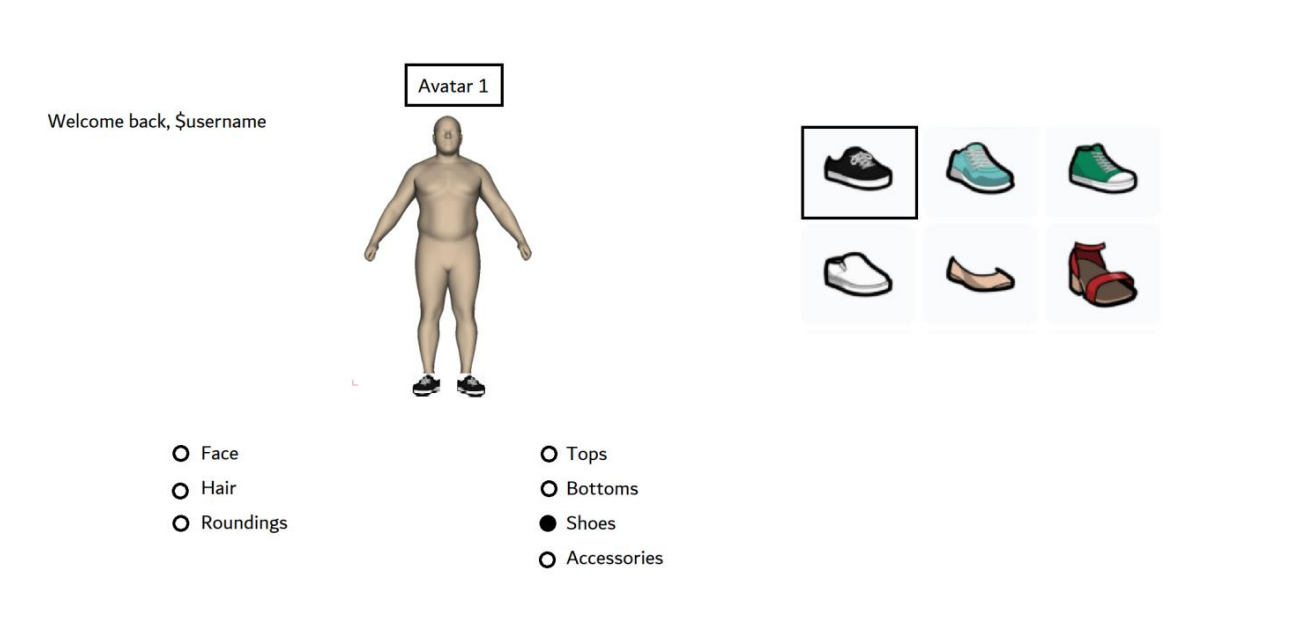 Avatar 1
Welcome back, $username
Face
Hair
Roundings
Tops
Bottoms
Shoes
Accessories